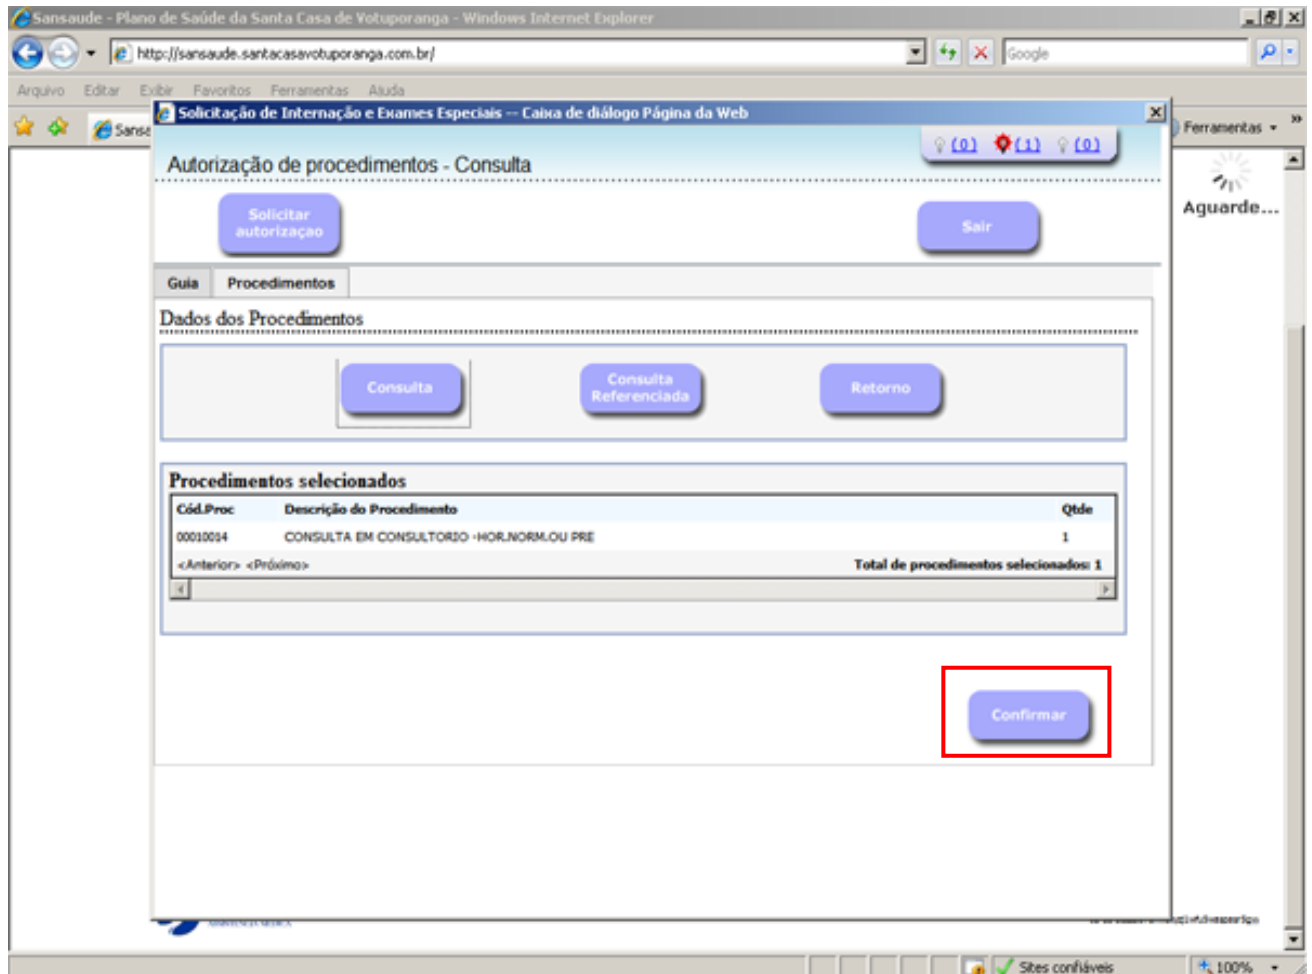 Sansaude - Plano de Saúde da Santa Casa de Votuporanga - Windows Internet Explorer
http://sansaude.santacasavotuporanga.com.br/
Google
Arquivo Editar Exibir Favoritos Ferramentas Ajuda
Sansa
Ferramentas
Solicitação de Internação e Exames Especiais -- Caixa de diálogo Página da Web
Autorização de procedimentos - Consulta
(0) (1) (0)
Aguarde...
Solicitar
autorizaçao
Sair
Guia Procedimentos
Dados dos Procedimentos
Consulta
Consulta
Referenciada
Retorno
Procedimentos selecionados
Cód.Proc Descrição do Procedimento Qtde
00010014 CONSULTA EM CONSULTORIO -HOR.NORM.OU PRE 1
<Anterior> <Próximo> Total de procedimentos selecionados: 1
Confirmar
Sites confiáveis
100%